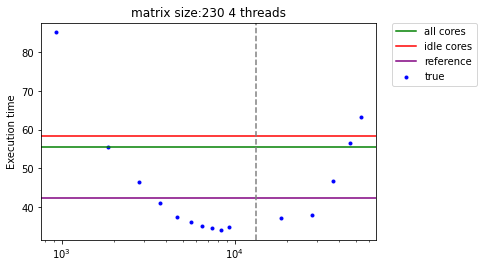 matrix size:230 4 threads
Execution time
80
70
60
50
40
10³
10⁴
all cores
idle cores
reference
true